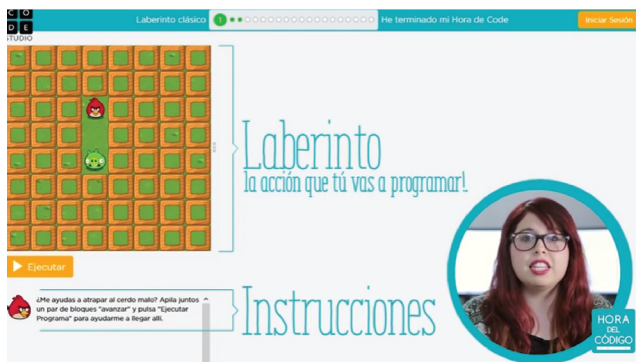 C O
D E
STUDIO
Laberinto clásico
1
He terminado mi Hora de Code
Iniciar Sesión
Laberinto
la acción que tú vas a programar!
Ejecutar
¿Me ayudas a atrapar al cerdo malo? Apila juntos
un par de bloques "avanzar" y pulsa "Ejecutar
Programa" para ayudarme a llegar allí.
Instrucciones
HORA
DEL
CÓDIGO